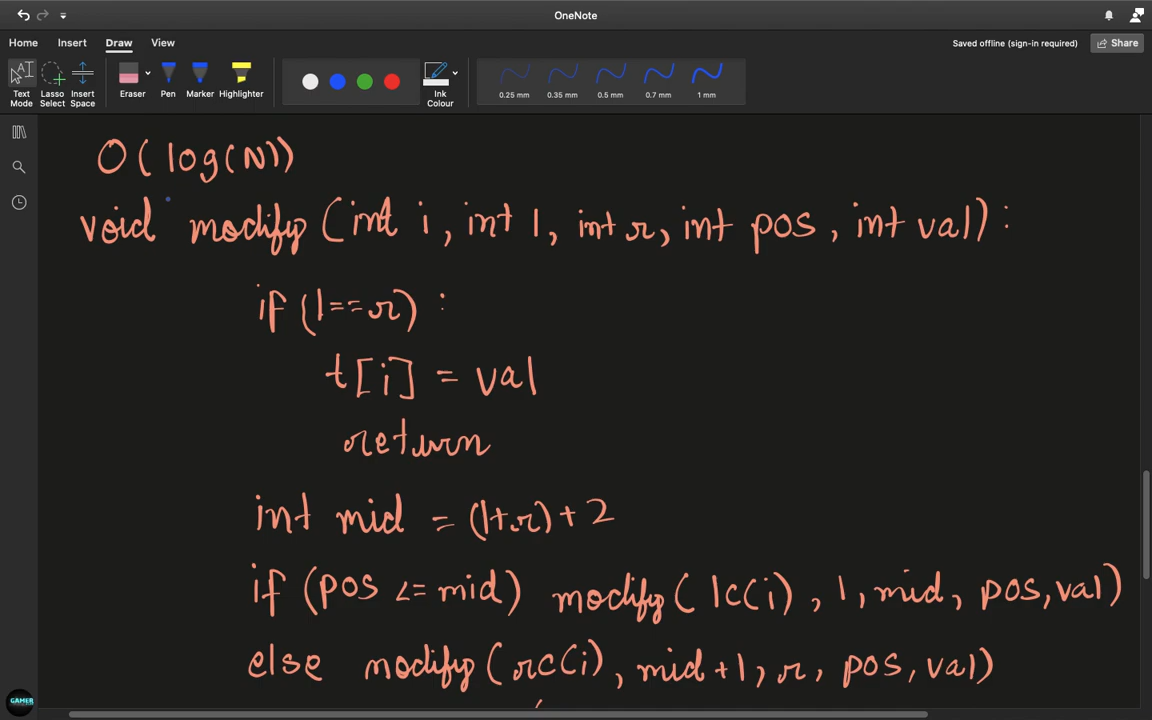 OneNote
Home Insert Draw View Saved offline (sign-in required) Share
Text Mode Lasso Select Insert Space Eraser Pen Marker Highlighter Ink Colour 0.25 mm 0.35 mm 0.5 mm 0.7 mm 1 mm
O(log(N))
void modify (int i, int l, int r, int pos, int val):
if (l==r):
t[i] = val
return
int mid = (l+r)+2
if (pos <= mid) modify(lc(i), l, mid, pos, val)
else modify(rc(i), mid+1, r, pos, val)
GAMER